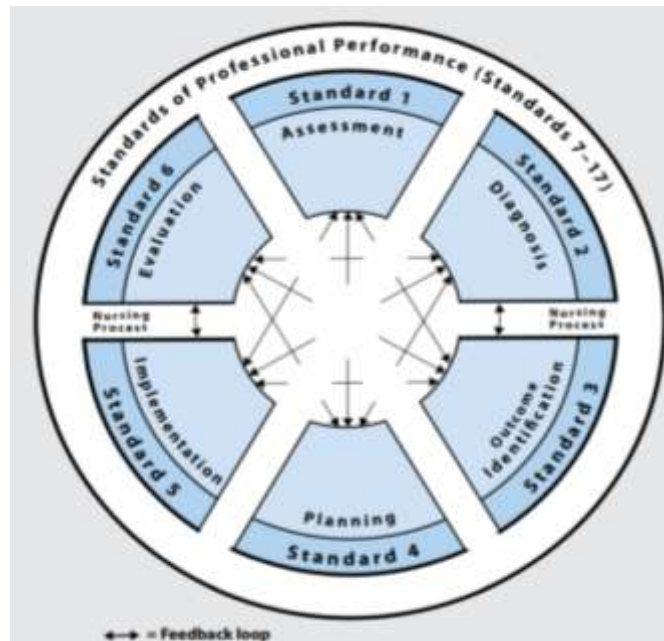 Standards of Professional Performance (Standards 7–17)
Standard 1
Assessment
Standard 2
Diagnosis
Nursing
Process
Standard 3
Outcome
Identification
Standard 4
Planning
Standard 5
Implementation
Nursing
Process
Standard 6
Evaluation
= Feedback loop